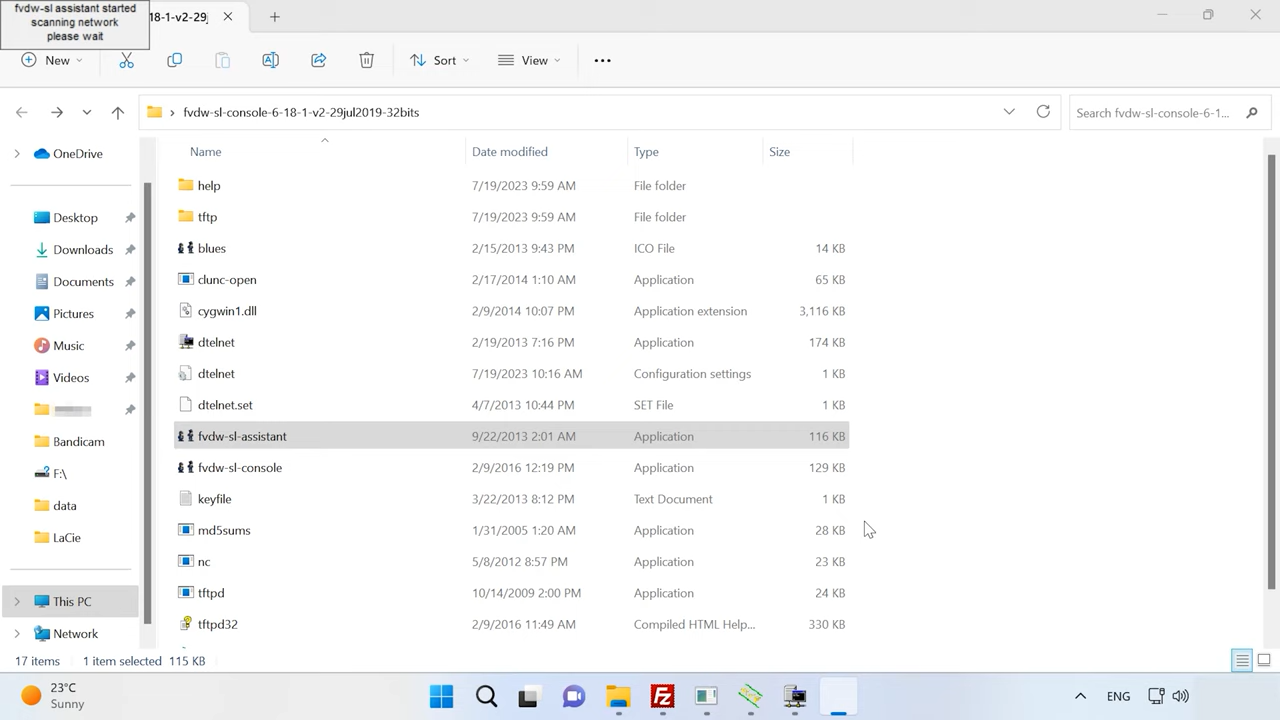 fvdw-sl assistant started
scanning network
please wait
18-1-v2-29j
New
Sort
View
fvdw-sl-console-6-18-1-v2-29jul2019-32bits
Search fvdw-sl-console-6-1...
Name Date modified Type Size
OneDrive
Desktop
Downloads
Documents
Pictures
Music
Videos
Bandicam
F:\
data
LaCie
This PC
Network
help 7/19/2023 9:59 AM File folder
tftp 7/19/2023 9:59 AM File folder
blues 2/15/2013 9:43 PM ICO File 14 KB
clunc-open 2/17/2014 1:10 AM Application 65 KB
cygwin1.dll 2/9/2014 10:07 PM Application extension 3,116 KB
dtelnet 2/19/2013 7:16 PM Application 174 KB
dtelnet 7/19/2023 10:16 AM Configuration settings 1 KB
dtelnet.set 4/7/2013 10:44 PM SET File 1 KB
fvdw-sl-assistant 9/22/2013 2:01 AM Application 116 KB
fvdw-sl-console 2/9/2016 12:19 PM Application 129 KB
keyfile 3/22/2013 8:12 PM Text Document 1 KB
md5sums 1/31/2005 1:20 AM Application 28 KB
nc 5/8/2012 8:57 PM Application 23 KB
tftpd 10/14/2009 2:00 PM Application 24 KB
tftpd32 2/9/2016 11:49 AM Compiled HTML Help... 330 KB
17 items 1 item selected 115 KB
23°C
Sunny
ENG